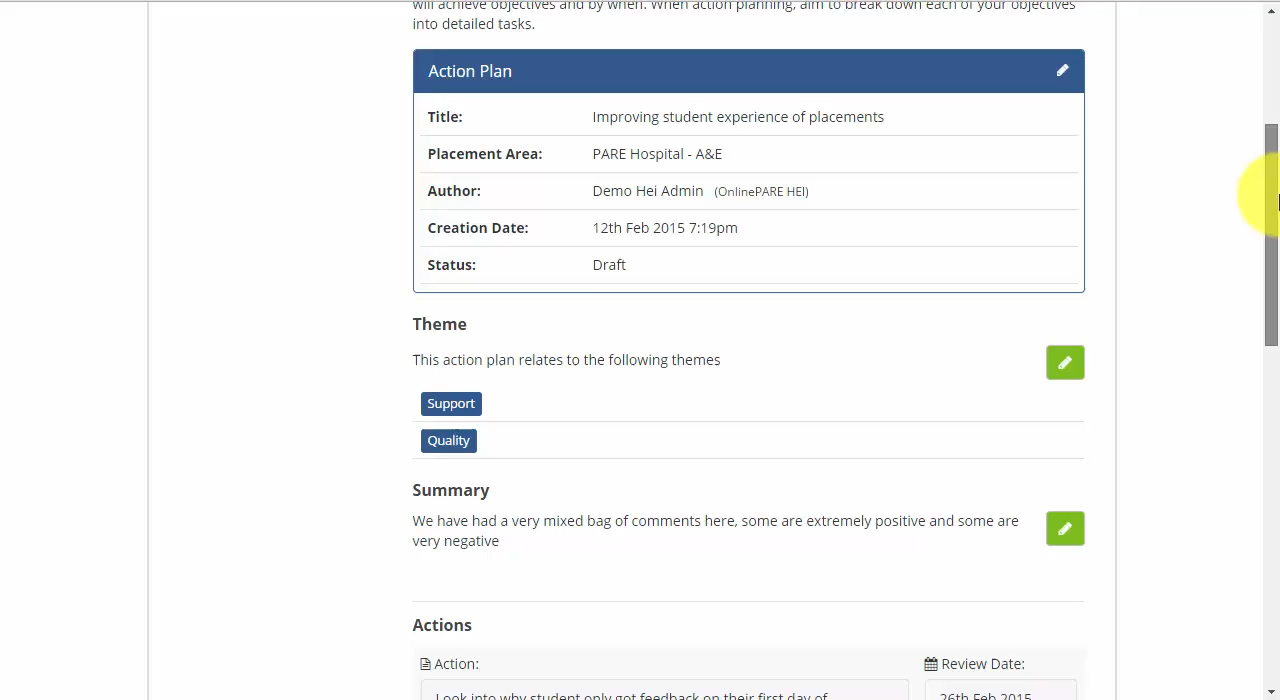 will achieve objectives and by when. When action planning, aim to break down each of your objectives
into detailed tasks.
Action Plan
Title: Improving student experience of placements
Placement Area: PARE Hospital - A&E
Author: Demo Hei Admin (OnlinePARE HEI)
Creation Date: 12th Feb 2015 7:19pm
Status: Draft
Theme
This action plan relates to the following themes
Support
Quality
Summary
We have had a very mixed bag of comments here, some are extremely positive and some are
very negative
Actions
Action: Review Date:
Look into why student only got feedback on their first day of 26th Feb 2015